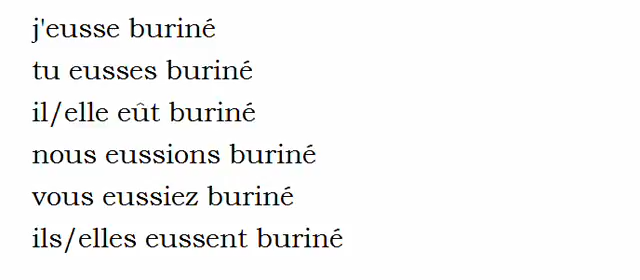 j'eusse buriné
tu eusses buriné
il/elle eût buriné
nous eussions buriné
vous eussiez buriné
ils/elles eussent buriné